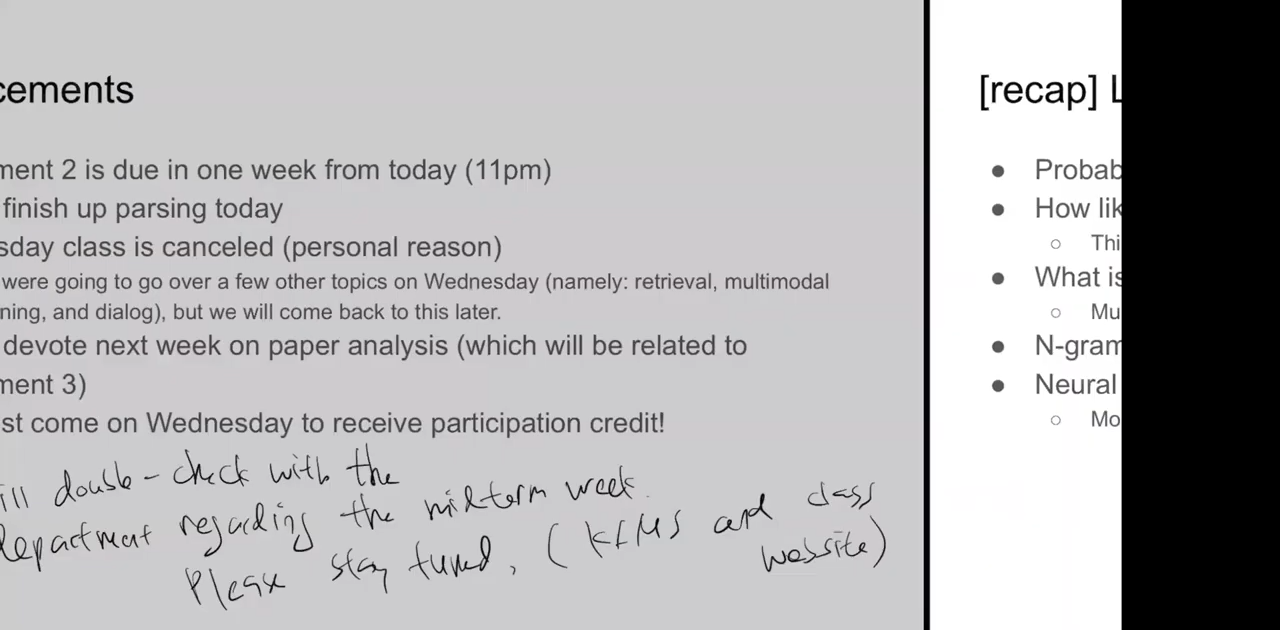 cements
ment 2 is due in one week from today (11pm)
finish up parsing today
sday class is canceled (personal reason)
were going to go over a few other topics on Wednesday (namely: retrieval, multimodal
ning, and dialog), but we will come back to this later.
devote next week on paper analysis (which will be related to
ment 3)
st come on Wednesday to receive participation credit!
ill double-check with the
department regarding the midterm week.
Please stay tuned, (KLMS and class
website)
[recap] L
Probab
How lik
Thi
What is
Mu
N-gram
Neural
Mo